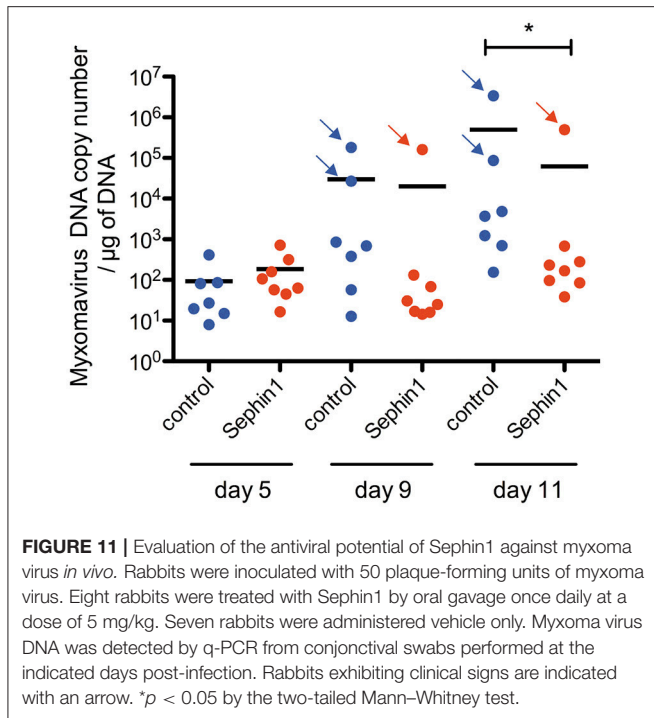 *
Myxomavirus DNA copy number
/ µg of DNA
10⁷
10⁶
10⁵
10⁴
10³
10²
10¹
10⁰
control
Sephin1
control
Sephin1
control
Sephin1
day 5
day 9
day 11
FIGURE 11 | Evaluation of the antiviral potential of Sephin1 against myxoma
virus in vivo. Rabbits were inoculated with 50 plaque-forming units of myxoma
virus. Eight rabbits were treated with Sephin1 by oral gavage once daily at a
dose of 5 mg/kg. Seven rabbits were administered vehicle only. Myxoma virus
DNA was detected by q-PCR from conjonctival swabs performed at the
indicated days post-infection. Rabbits exhibiting clinical signs are indicated
with an arrow. *p < 0.05 by the two-tailed Mann–Whitney test.